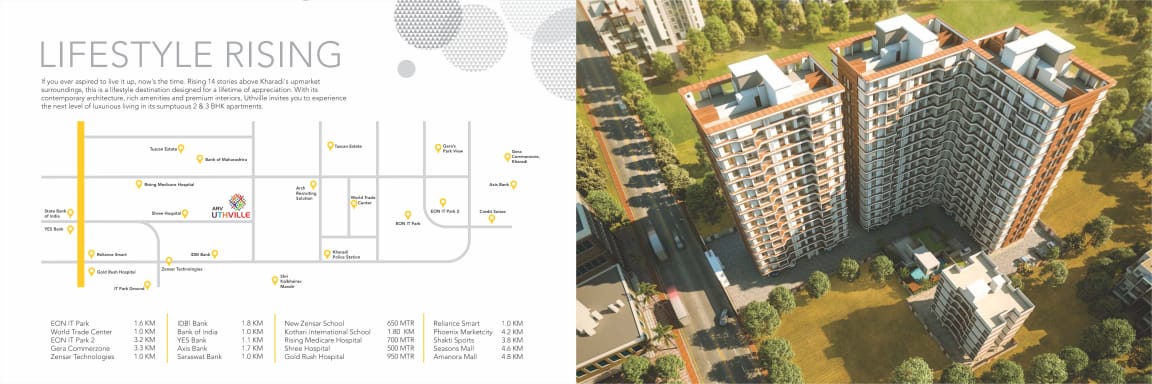 LIFESTYLE RISING
If you ever aspired to live it up, now's the time. Rising 14 stories above Kharadi's upmarket
surroundings, this is a lifestyle destination designed for a lifetime of appreciation. With its
contemporary architecture, rich amenities and premium interiors, Uthville invites you to experience
the next level of luxurious living in its sumptuous 2 & 3 BHK apartments.
Tuscan Estate
Bank of Maharashtra
Tuscan Estate
Gera's
Park View
Gera
Commerzone,
Kharadi
Rising Medicare Hospital
Arcfi
Recruiting
Solution
Axis Bank
World Trade
Center
State Bank
of India
Shree Hospital
ARV
UTHVILLE
EON IT Park
EON IT Park 2
Credit Suisse
YES Bank
Reliance Smart
IDBI Bank
Kharadi
Police Station
Zensar Technologies
Gold Rush Hospital
IT Park Ground
Shri
Kalbhairav
Mandir
EON IT Park 1.6 KM
World Trade Center 1.0 KM
EON IT Park 2 3.2 KM
Gera Commerzone 3.3 KM
Zensar Technologies 1.0 KM
IDBI Bank 1.8 KM
Bank of India 1.0 KM
YES Bank 1.1 KM
Axis Bank 1.7 KM
Saraswat Bank 1.0 KM
New Zensar School 650 MTR
Kothari International School 1.80 KM
Rising Medicare Hospital 700 MTR
Shree Hospital 500 MTR
Gold Rush Hospital 950 MTR
Reliance Smart 1.0 KM
Phoenix Marketcity 4.2 KM
Shakti Sports 3.8 KM
Seasons Mall 4.6 KM
Amanora Mall 4.8 KM